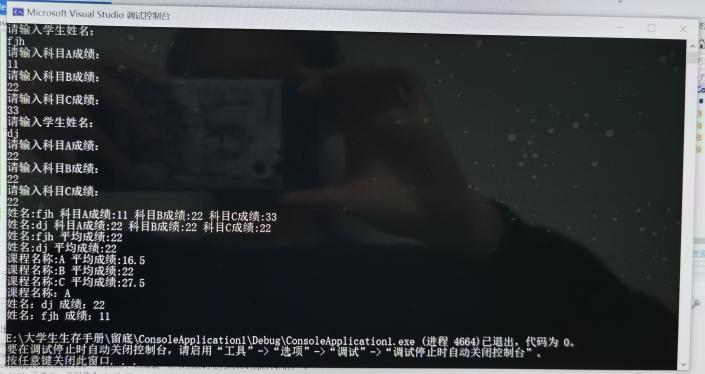 Microsoft Visual Studio 调试控制台
请输入学生姓名：
fjh
请输入科目A成绩：
11
请输入科目B成绩：
22
请输入科目C成绩：
33
请输入学生姓名：
dj
请输入科目A成绩：
22
请输入科目B成绩：
22
请输入科目C成绩：
22
姓名:fjh 科目A成绩:11 科目B成绩:22 科目C成绩:33
姓名:dj 科目A成绩:22 科目B成绩:22 科目C成绩:22
姓名:fjh 平均成绩:22
姓名:dj 平均成绩:22
课程名称:A 平均成绩:16.5
课程名称:B 平均成绩:22
课程名称:C 平均成绩:27.5
课程名称: A
姓名: dj 成绩: 22
姓名: fjh 成绩: 11
E:\大学生生存手册\留底\ConsoleApplication1\Debug\ConsoleApplication1.exe (进程 4664)已退出，代码为 0。
要在调试停止时自动关闭控制台，请启用“工具”->“选项”->“调试”->“调试停止时自动关闭控制台”。
按任意键关闭此窗口. . .